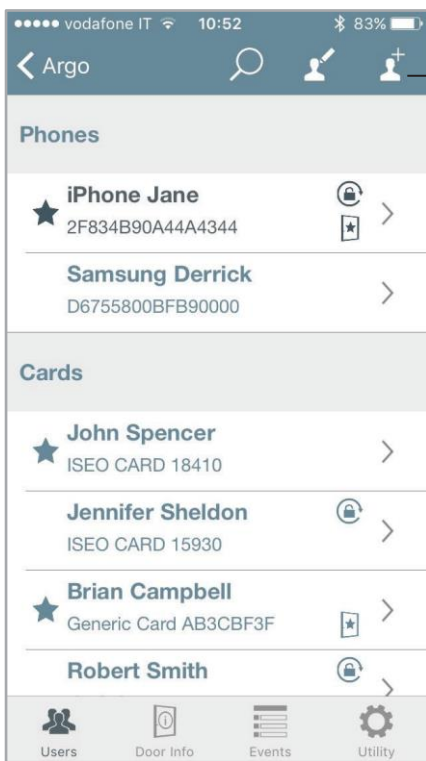 vodafone IT 10:52 83%
Argo
Phones
iPhone Jane
2F834B90A44A4344
Samsung Derrick
D6755800BFB90000
Cards
John Spencer
ISEO CARD 18410
Jennifer Sheldon
ISEO CARD 15930
Brian Campbell
Generic Card AB3CBF3F
Robert Smith
Users Door Info Events Utility